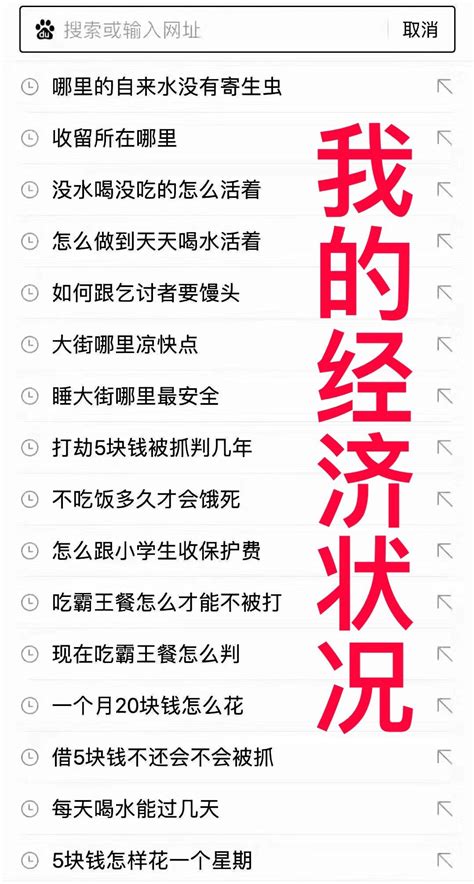 du 搜索或输入网址 取消
哪里的自来水没有寄生虫
收留所在哪里
没水喝没吃的怎么活着
怎么做到天天喝水活着
如何跟乞讨者要馒头
大街哪里凉快点
睡大街哪里最安全
打劫5块钱被抓判几年
不吃饭多久才会饿死
怎么跟小学生收保护费
吃霸王餐怎么才能不被打
现在吃霸王餐怎么判
一个月20块钱怎么花
借5块钱不还会不会被抓
每天喝水能过几天
5块钱怎样花一个星期
我的经济状况